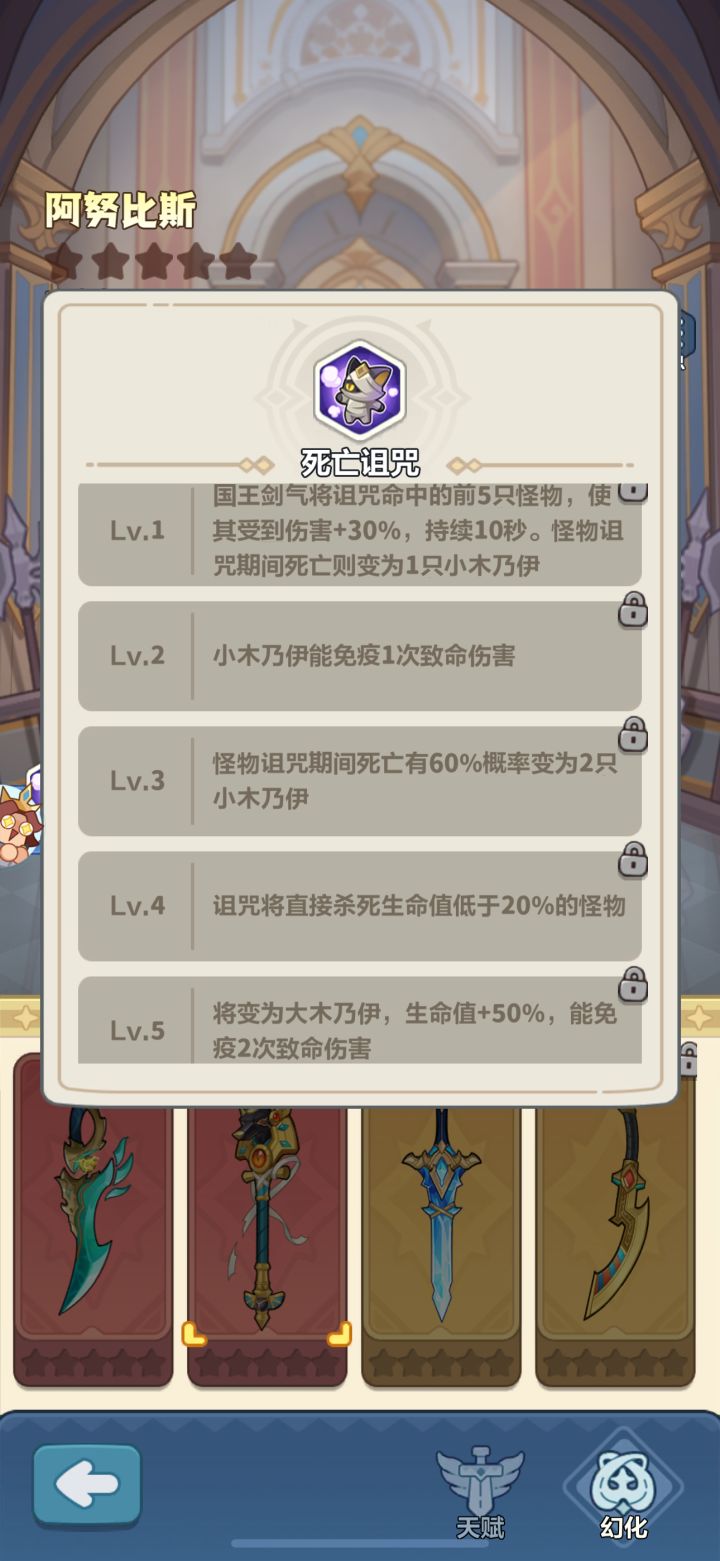 阿努比斯
死亡诅咒
Lv.1
国王剑气将诅咒命中的前5只怪物，使
其受到伤害+30%，持续10秒。怪物诅
咒期间死亡则变为1只小木乃伊
Lv.2
小木乃伊能免疫1次致命伤害
Lv.3
怪物诅咒期间死亡有60%概率变为2只
小木乃伊
Lv.4
诅咒将直接杀死生命值低于20%的怪物
Lv.5
将变为大木乃伊，生命值+50%，能免
疫2次致命伤害
天赋
幻化